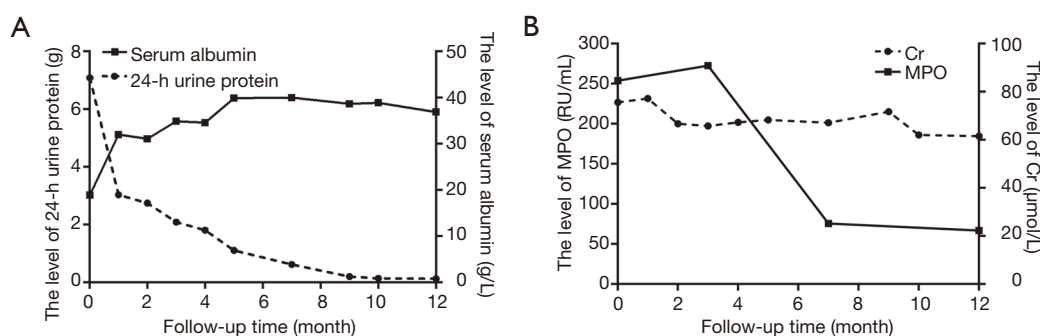 A
The level of 24-h urine protein (g)
8
6
4
2
0
Serum albumin
24-h urine protein
50
40
30
20
10
0
The level of serum
albumin (g/L)
0 2 4 6 8 10 12
Follow-up time (month)
B
The level of MPO (RU/mL)
300
250
200
150
100
50
0
Cr
MPO
100
80
60
40
20
0
The level of Cr (μmol/L)
0 2 4 6 8 10 12
Follow-up time (month)